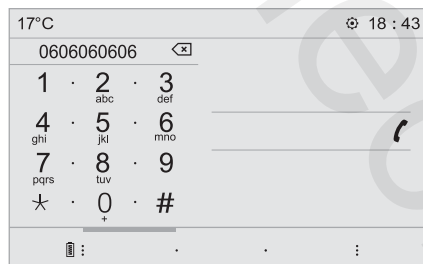 17°C 18 : 43
0606060606
1 · 2 · 3
abc def
4 · 5 · 6
ghi jkl mno
7 · 8 · 9
pqrs tuv
* · 0 · #
+